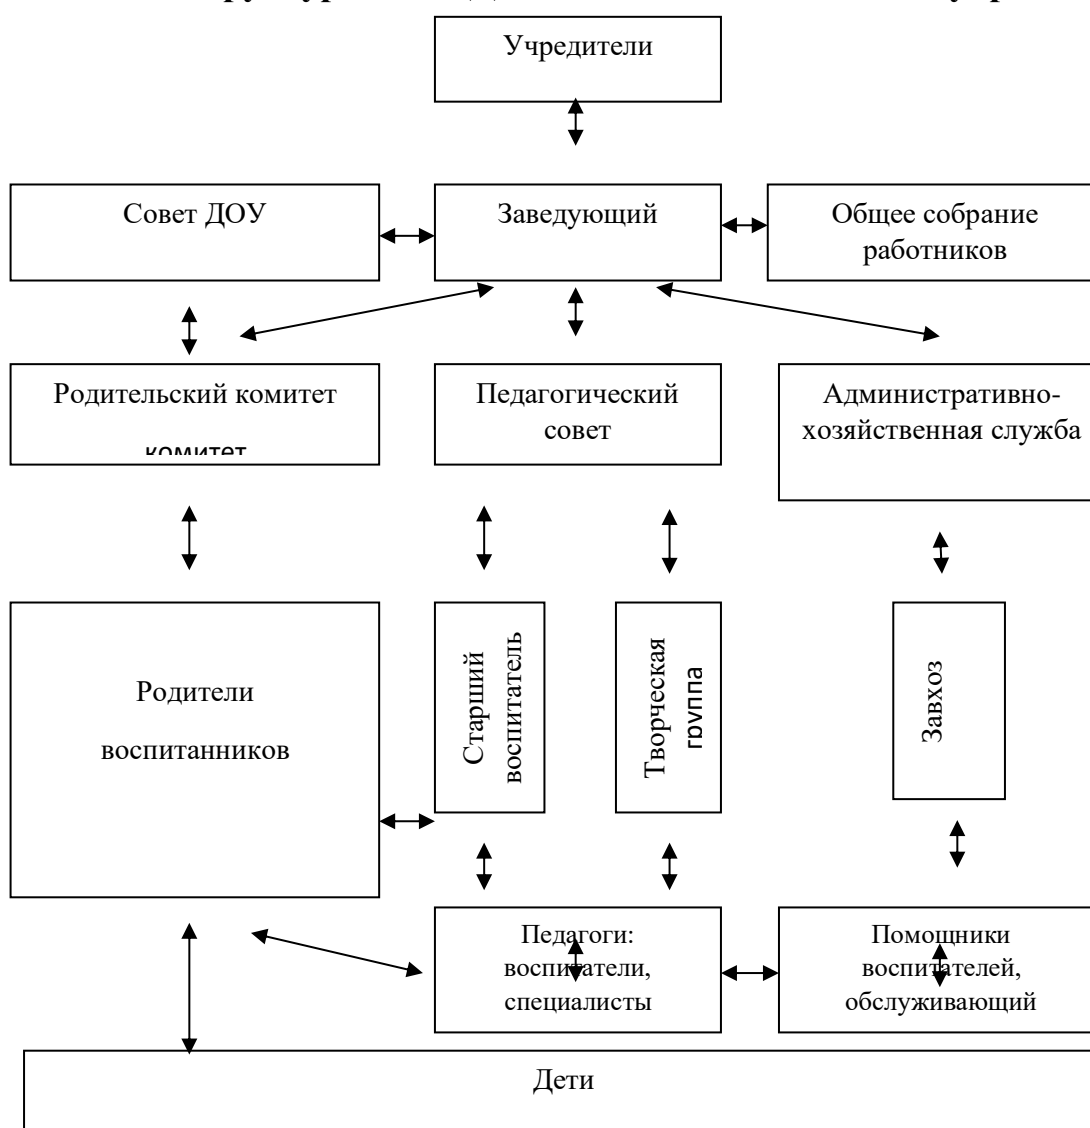 Учредители
Совет ДОУ
Заведующий
Общее собрание
работников
Родительский комитет
комитет
Педагогический
совет
Административно-
хозяйственная служба
Родители
воспитанников
Старший
воспитатель
Творческая
группа
Завхоз
Педагоги:
воспитатели,
специалисты
Помощники
воспитателей,
обслуживающий
Дети